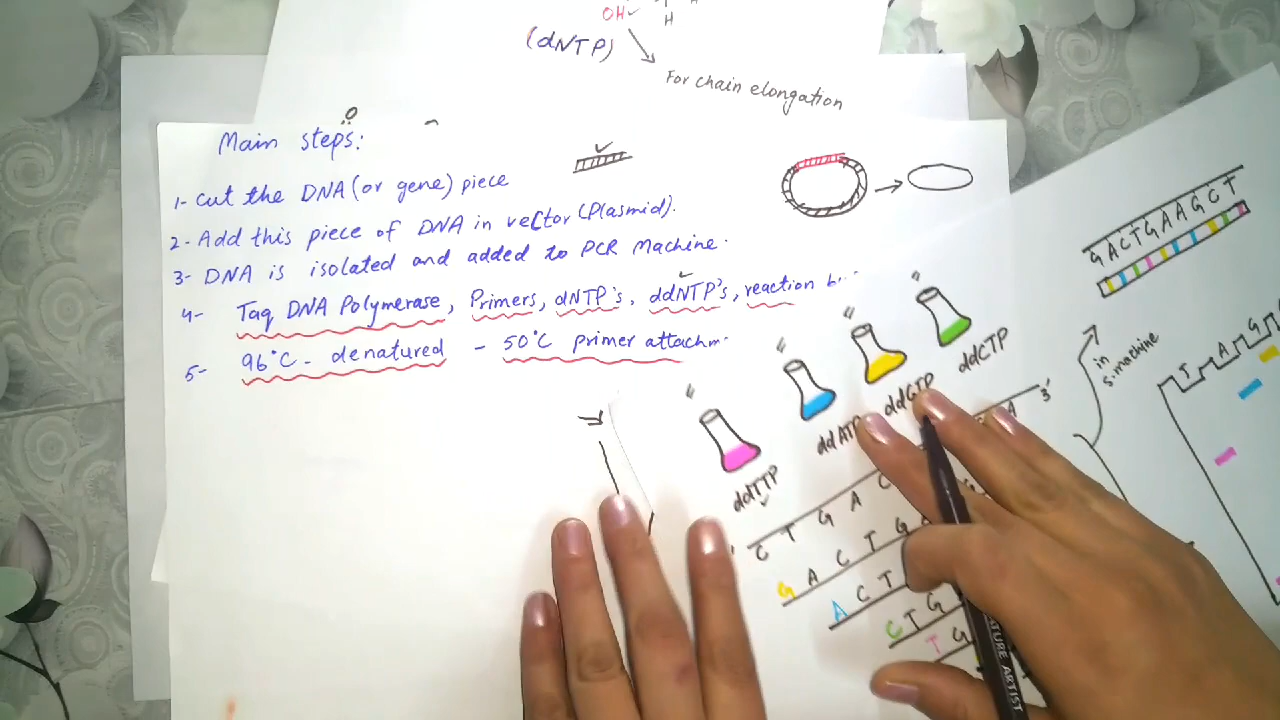 OH
H
(dNTP)
For chain elongation
Main steps:
1- Cut the DNA (or gene) piece
2- Add this piece of DNA in vector (Plasmid).
3- DNA is isolated and added to PCR Machine.
4- Taq DNA Polymerase, Primers, dNTP's, ddNTP's, reaction
5- 96°C - denatured - 50°C primer
ddTTP
ddATP
ddGTP
ddCTP
GACTGAAGCT
in
s.machine
T A G
A 3'
C T G A C
G A C T G
A C T
C T G
T G